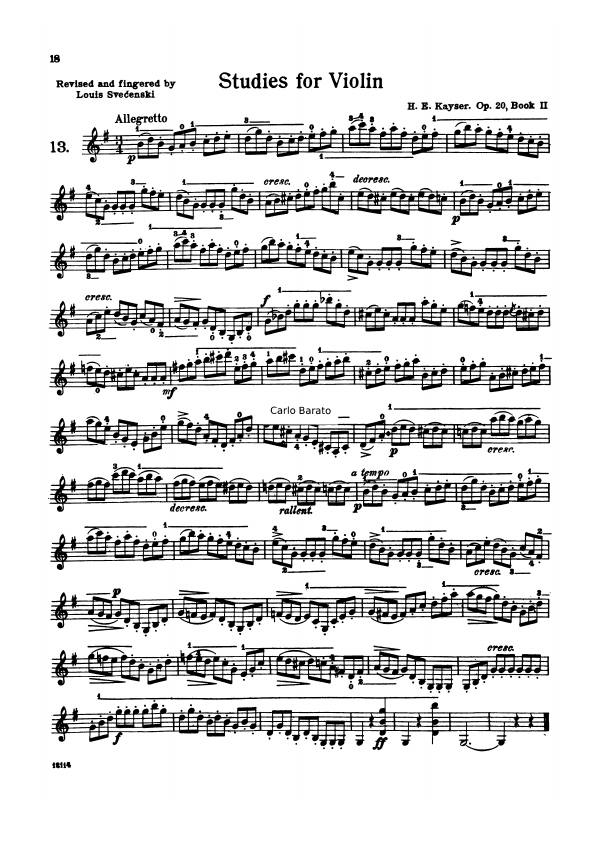 18
Studies for Violin
Revised and fingered by
Louis Svećenski
H. E. Kayser. Op. 20, Book II
Allegretto
13.
p
cresc. decresc.
p
cresc. f
mf
Carlo Barato
p cresc.
a tempo
decresc. rallent. p
cresc.
p
cresc.
f ff
12114